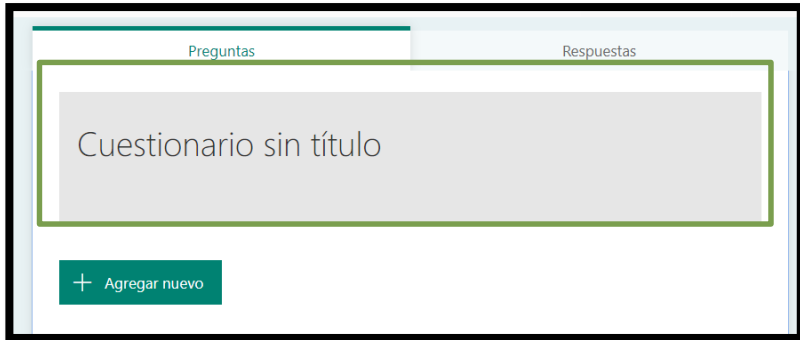 Preguntas
Respuestas
Cuestionario sin título
Agregar nuevo